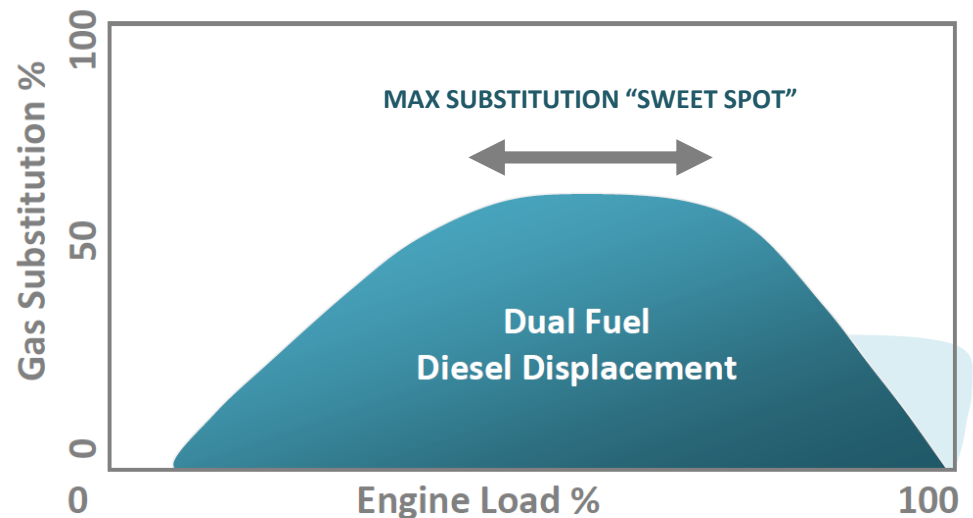 100
MAX SUBSTITUTION “SWEET SPOT”
Gas Substitution %
50
Dual Fuel
Diesel Displacement
0
0
Engine Load %
100